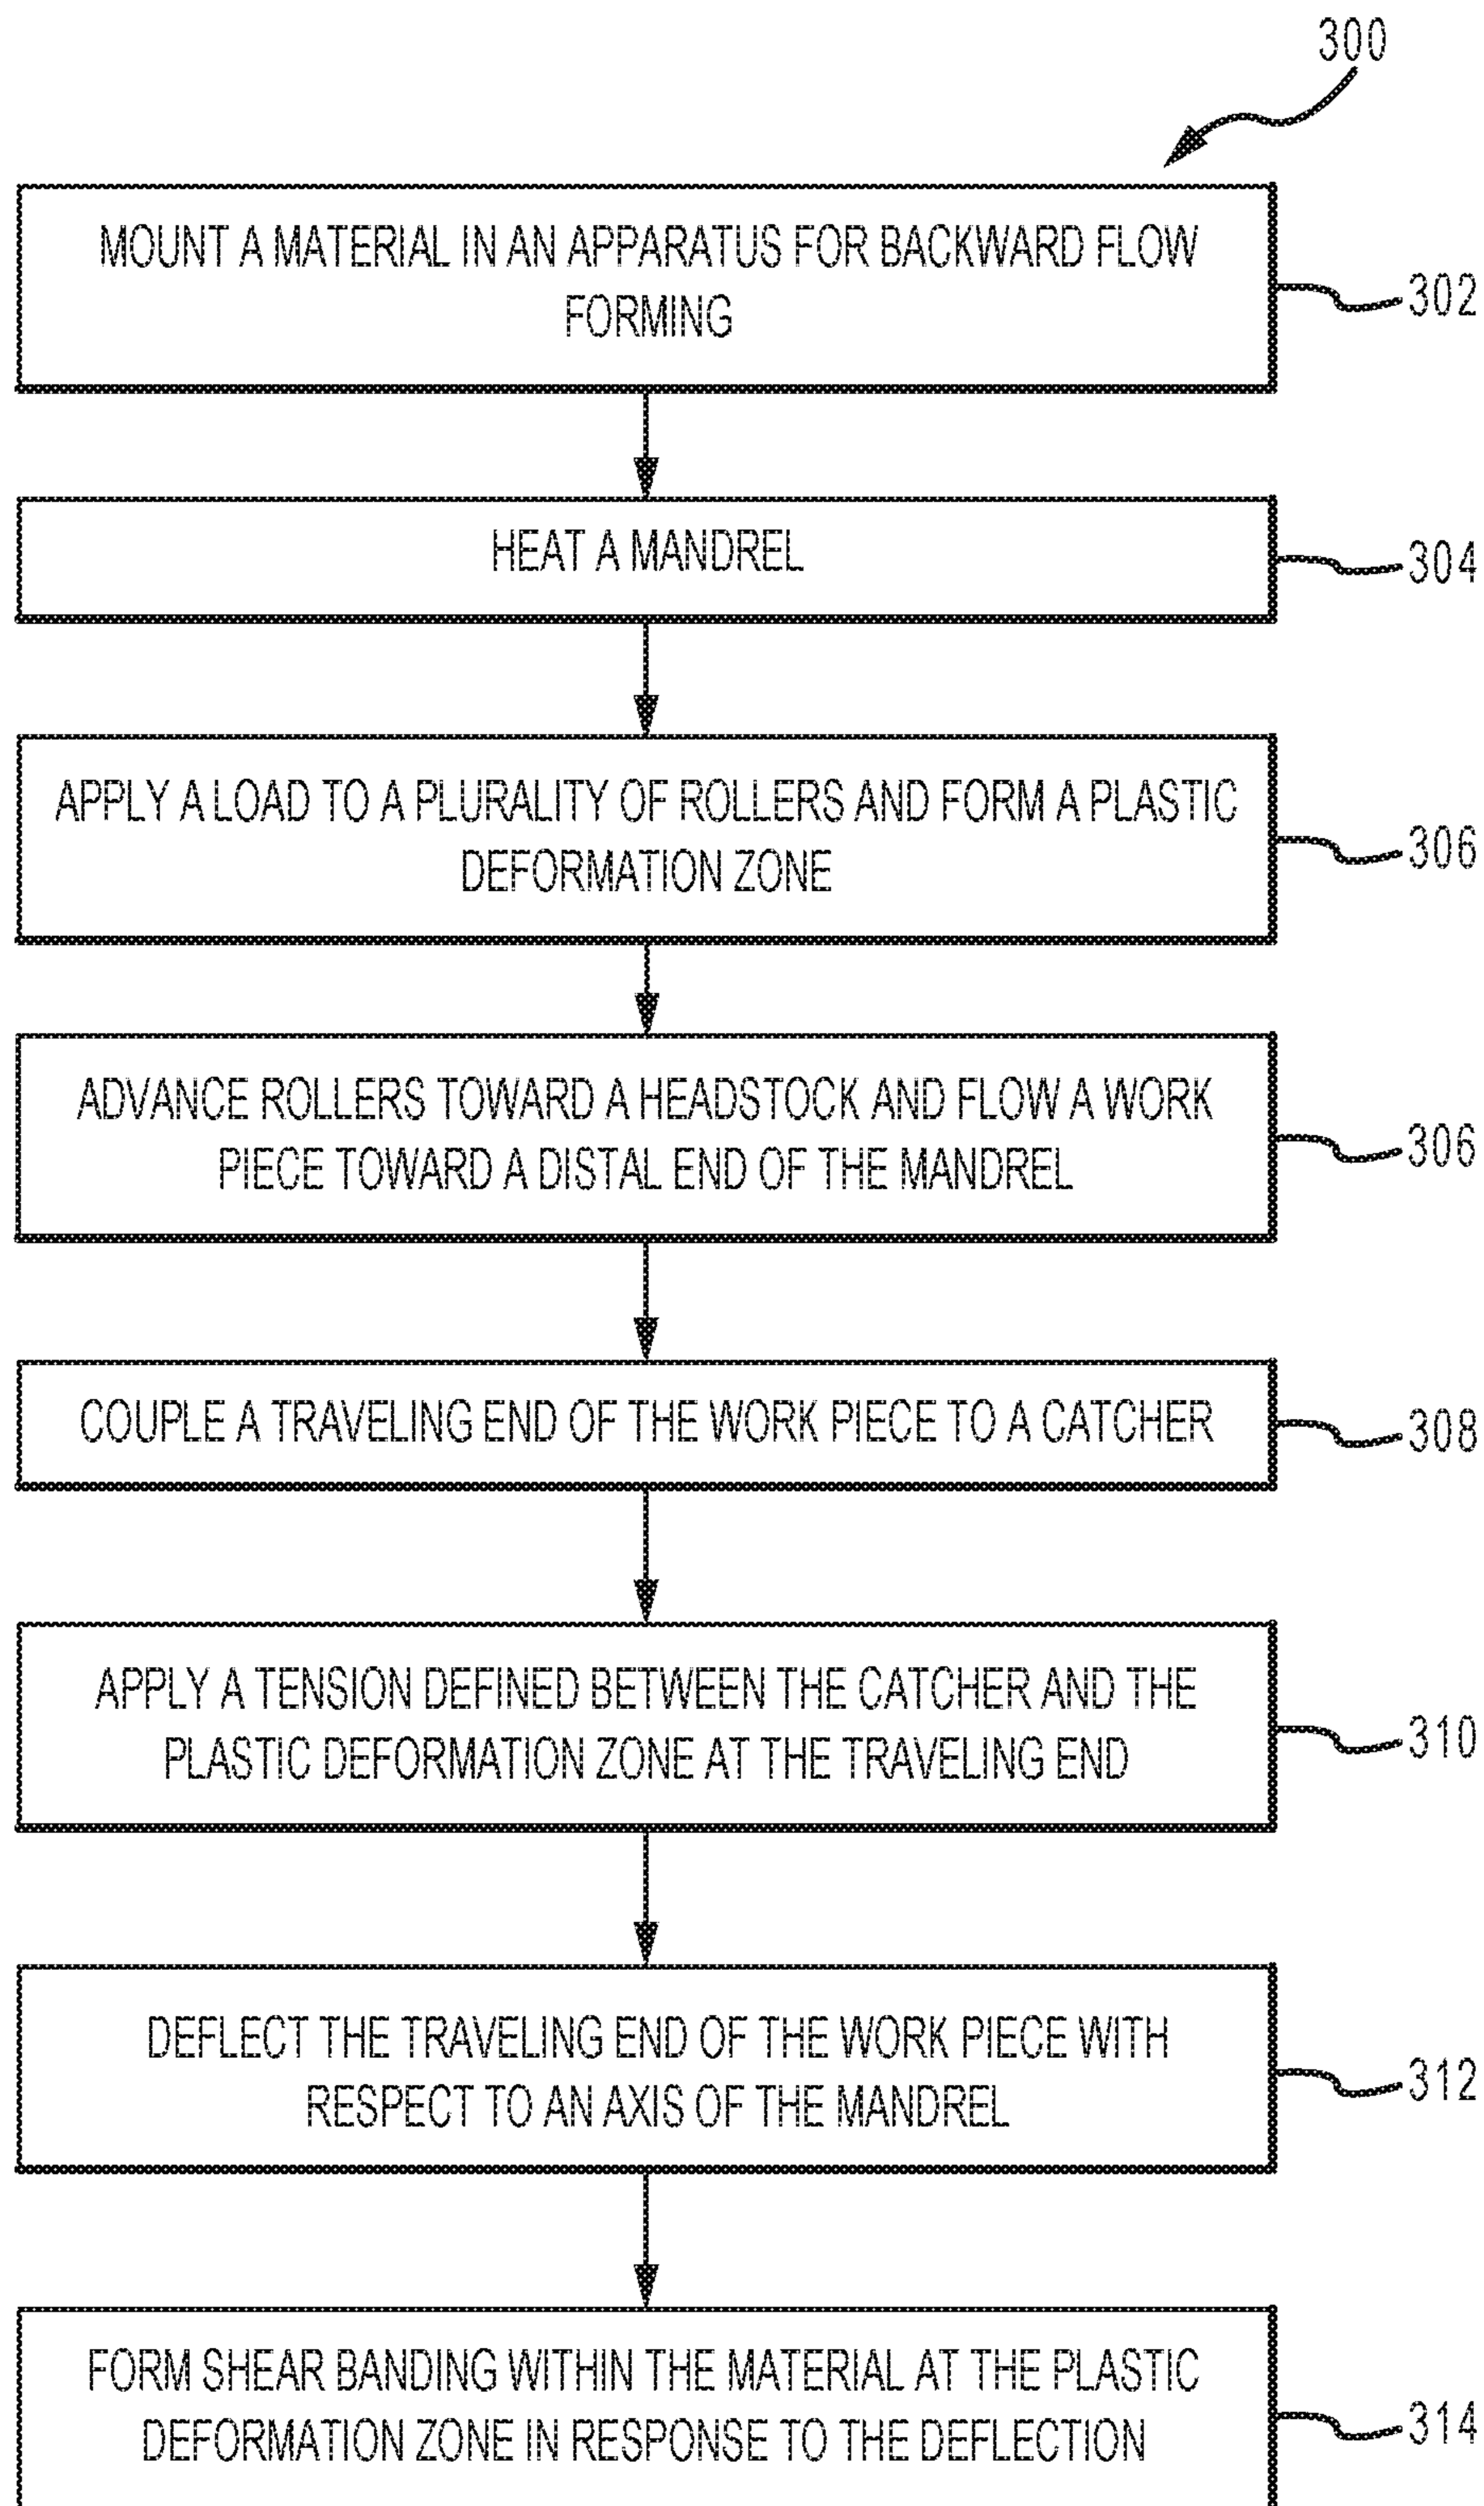 300
MOUNT A MATERIAL IN AN APPARATUS FOR BACKWARD FLOW
FORMING
302
HEAT A MANDREL
304
APPLY A LOAD TO A PLURALITY OF ROLLERS AND FORM A PLASTIC
DEFORMATION ZONE
306
ADVANCE ROLLERS TOWARD A HEADSTOCK AND FLOW A WORK
PIECE TOWARD A DISTAL END OF THE MANDREL
306
COUPLE A TRAVELING END OF THE WORK PIECE TO A CATCHER
308
APPLY A TENSION DEFINED BETWEEN THE CATCHER AND THE
PLASTIC DEFORMATION ZONE AT THE TRAVELING END
310
DEFLECT THE TRAVELING END OF THE WORK PIECE WITH
RESPECT TO AN AXIS OF THE MANDREL
312
FORM SHEAR BANDING WITHIN THE MATERIAL AT THE PLASTIC
DEFORMATION ZONE IN RESPONSE TO THE DEFLECTION
314